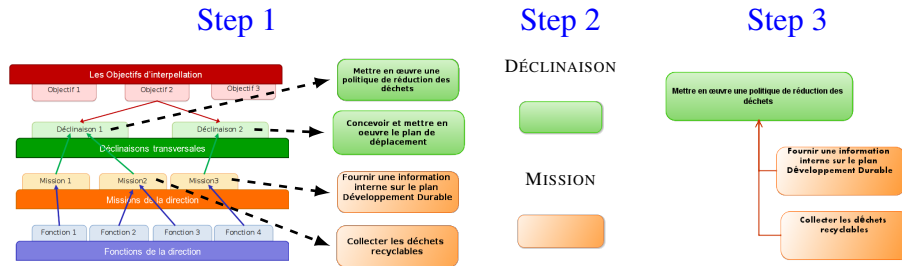 Step 1
Step 2
Step 3
Les Objectifs d'interpellation
Objectif 1
Objectif 2
Objectif 3
Déclinaison 1
Déclinaison 2
Déclinaisons transversales
Mission 1
Mission2
Mission3
Missions de la direction
Fonction 1
Fonction 2
Fonction 3
Fonction 4
Fonctions de la direction
Mettre en œuvre une
politique de réduction des
déchets
Concevoir et mettre en
oeuvre le plan de
déplacement
Fournir une information
interne sur le plan
Développement Durable
Collecter les déchets
recyclables
DÉCLINAISON
MISSION
Mettre en œuvre une politique de réduction des
déchets
Fournir une information
interne sur le plan
Développement Durable
Collecter les déchets
recyclables